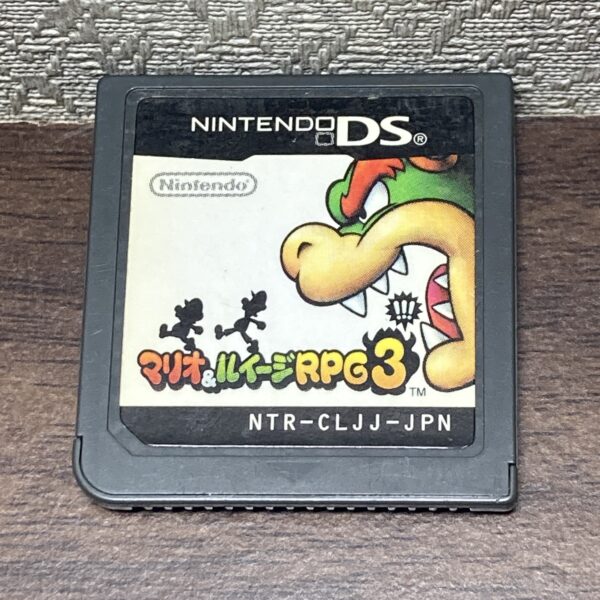 NINTENDO DS®
Nintendo®
!!!
マリオ&ルイージRPG3 TM
NTR-CLJJ-JPN